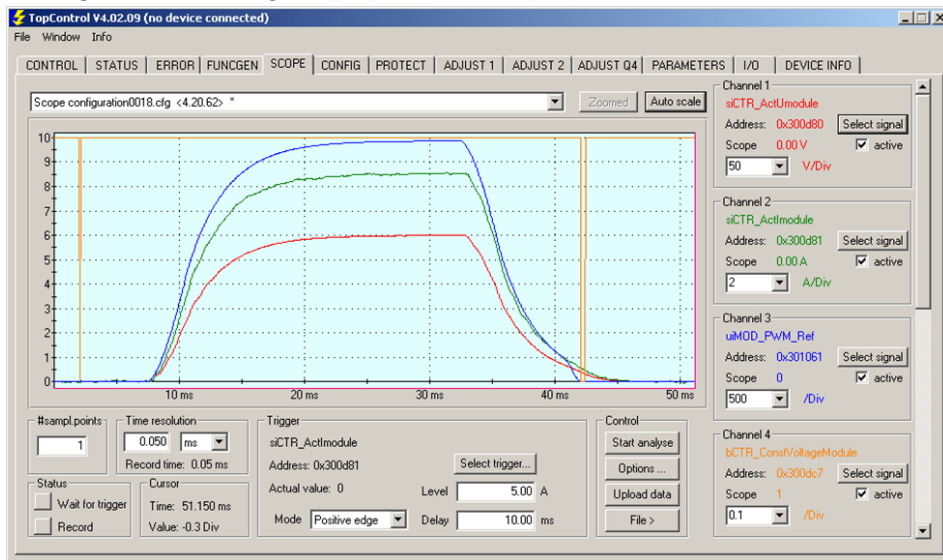 TopControl V4.02.09 (no device connected)
File Window Info
CONTROL STATUS ERROR FUNCGEN SCOPE CONFIG PROTECT ADJUST 1 ADJUST 2 ADJUST Q4 PARAMETERS I/O DEVICE INFO
Scope configuration0018.cfg <4.20.62> *
Zoomed Auto scale
10
9
8
7
6
5
4
3
2
1
0
10 ms 20 ms 30 ms 40 ms 50 ms
Channel 1
siCTR_ActUmodule
Address: 0x300d80 Select signal
Scope 0.00 V active
50 V/Div
Channel 2
siCTR_ActImodule
Address: 0x300d81 Select signal
Scope 0.00 A active
2 A/Div
Channel 3
uiMOD_PWM_Ref
Address: 0x301061 Select signal
Scope 0 active
500 /Div
Channel 4
bCTR_ConstVoltageModule
Address: 0x300dc7 Select signal
Scope 1 active
0.1 /Div
#sampl.points
1
Time resolution
0.050 ms
Record time: 0.05 ms
Status
Wait for trigger
Record
Cursor
Time: 51.150 ms
Value: -0.3 Div
Trigger
siCTR_ActImodule
Address: 0x300d81 Select trigger...
Actual value: 0 Level 5.00 A
Mode Positive edge Delay 10.00 ms
Control
Start analyse
Options ...
Upload data
File >